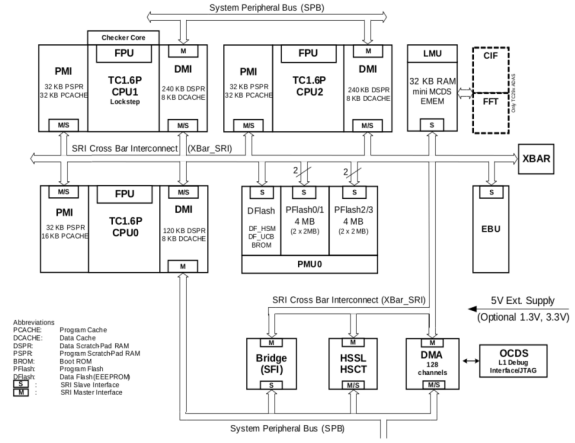 System Peripheral Bus (SPB)
Checker Core
FPU
M
FPU
M
LMU
CIF
PMI
TC1.6P
CPU1
Lockstep
DMI
PMI
TC1.6P
CPU2
DMI
32 KB PSPR
32 KB PCACHE
240 KB DSPR
8 KB DCACHE
32 KB PSPR
32 KB PCACHE
240 KB DSPR
8 KB DCACHE
32 KB RAM
mini MCDS
EMEM
FFT
M/S
M/S
M/S
M/S
S
SRI Cross Bar Interconnect (XBar_SRI)
XBAR
2
2
M/S
FPU
M/S
S
S
S
S
PMI
TC1.6P
CPU0
DMI
32 KB PSPR
16 KB PCACHE
120 KB DSPR
8 KB DCACHE
M
DFlash
DF_HSM
DF_UCB
BROM
PFlash0/1
4 MB
(2 x 2MB)
PFlash2/3
4 MB
(2 x 2MB)
PMU0
EBU
SRI Cross Bar Interconnect (XBar_SRI)
5V Ext. Supply
(Optional 1.3V, 3.3V)
M
M
M
Bridge
(SFI)
HSSL
HSCT
DMA
128
channels
OCDS
L1 Debug
Interface/JTAG
S
M/S
M/S
System Peripheral Bus (SPB)
Abbreviations
PCACHE: Program Cache
DCACHE: Data Cache
DSPR: Data ScratchPad RAM
PSPR: Program ScratchPad RAM
BROM: Boot ROM
PFlash: Program Flash
DFlash: Data Flash(EEEPROM)
S : SRI Slave Interface
M : SRI Master Interface